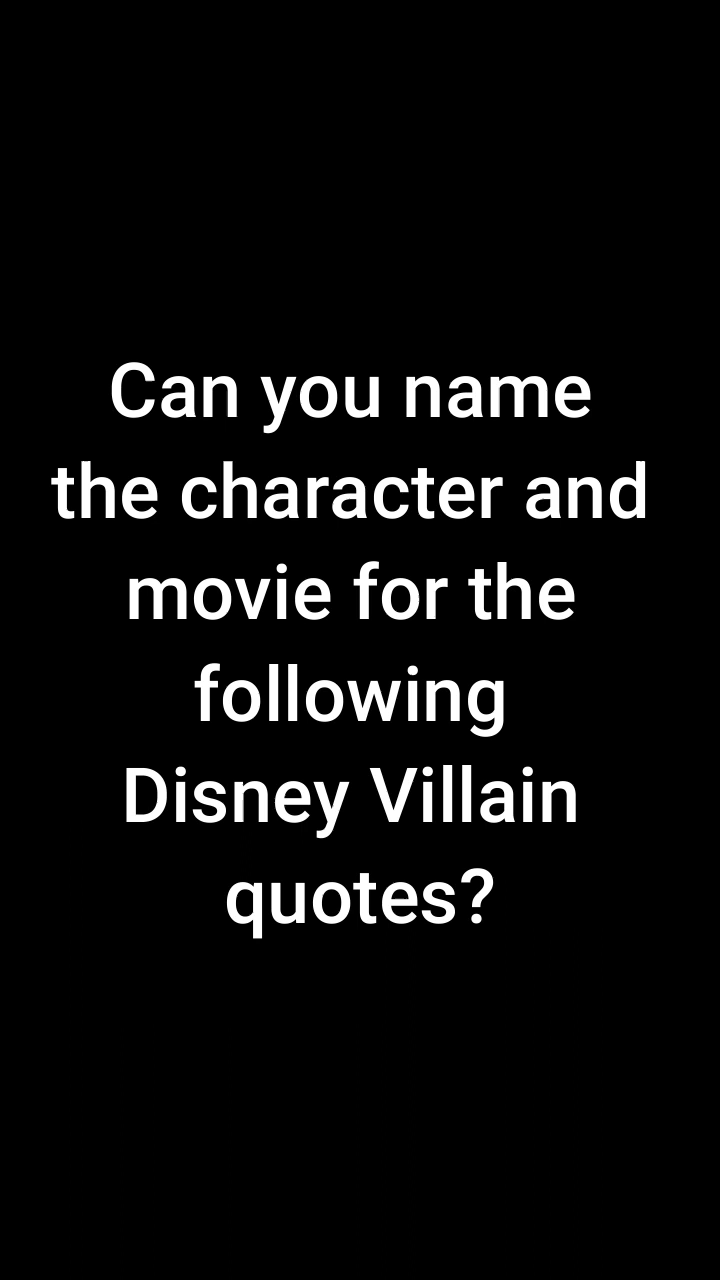 Can you name
the character and
movie for the
following
Disney Villain
quotes?